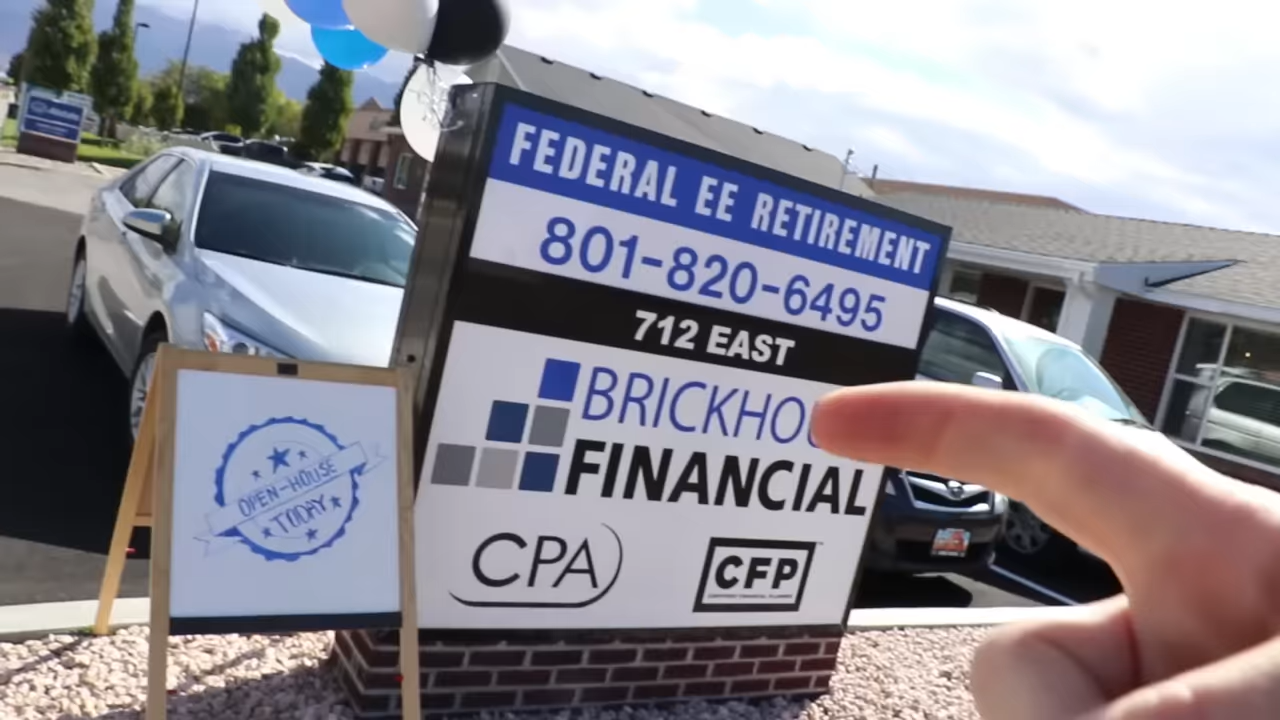 FEDERAL EE RETIREMENT
801-820-6495
712 EAST
BRICKHO
FINANCIAL
CPA
CFP
OPEN-HOUSE
TODAY